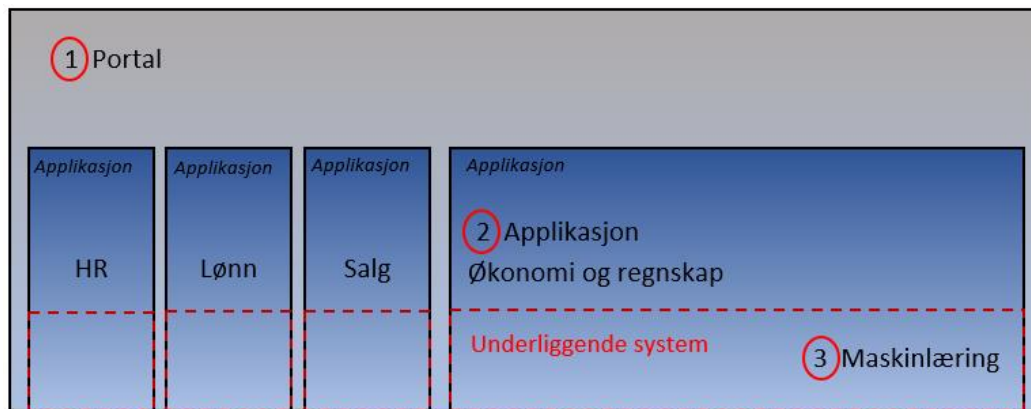 1 Portal
Applikasjon
HR
Applikasjon
Lønn
Applikasjon
Salg
Applikasjon
2 Applikasjon
Økonomi og regnskap
Underliggende system
3 Maskinlæring